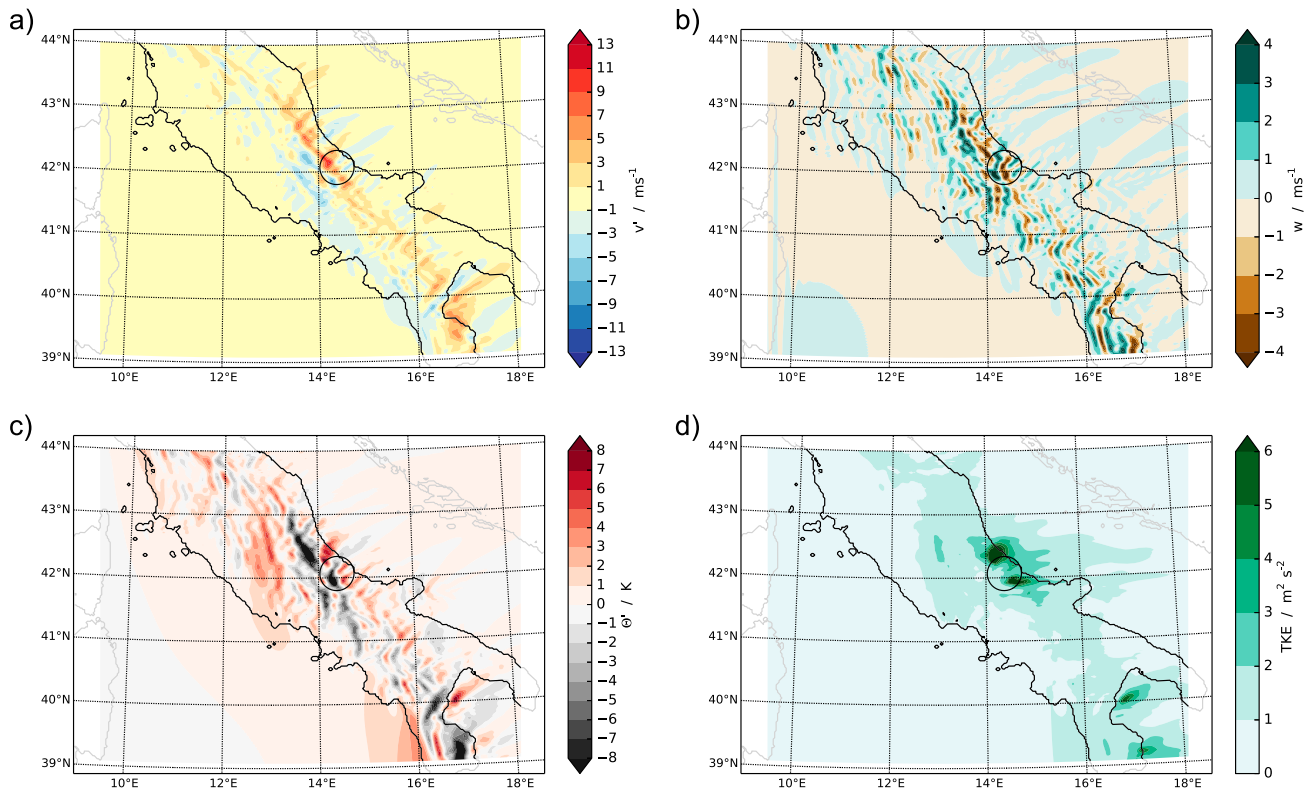 a)
44°N
43°N
42°N
41°N
40°N
39°N
10°E
12°E
14°E
16°E
18°E
13
11
9
7
5
3
1
−1
−3
−5
−7
−9
−11
−13
v' / ms⁻¹
b)
44°N
43°N
42°N
41°N
40°N
39°N
10°E
12°E
14°E
16°E
18°E
4
3
2
1
0
−1
−2
−3
−4
w / ms⁻¹
c)
44°N
43°N
42°N
41°N
40°N
39°N
10°E
12°E
14°E
16°E
18°E
8
7
6
5
4
3
2
1
0
−1
−2
−3
−4
−5
−6
−7
−8
Θ' / K
d)
44°N
43°N
42°N
41°N
40°N
39°N
10°E
12°E
14°E
16°E
18°E
6
5
4
3
2
1
0
TKE / m² s⁻²